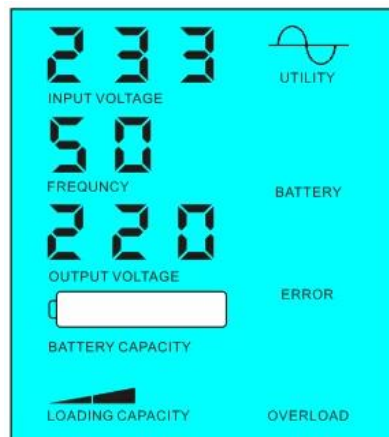 233
UTILITY
INPUT VOLTAGE
50
FREQUNCY
BATTERY
220
OUTPUT VOLTAGE
ERROR
BATTERY CAPACITY
LOADING CAPACITY
OVERLOAD